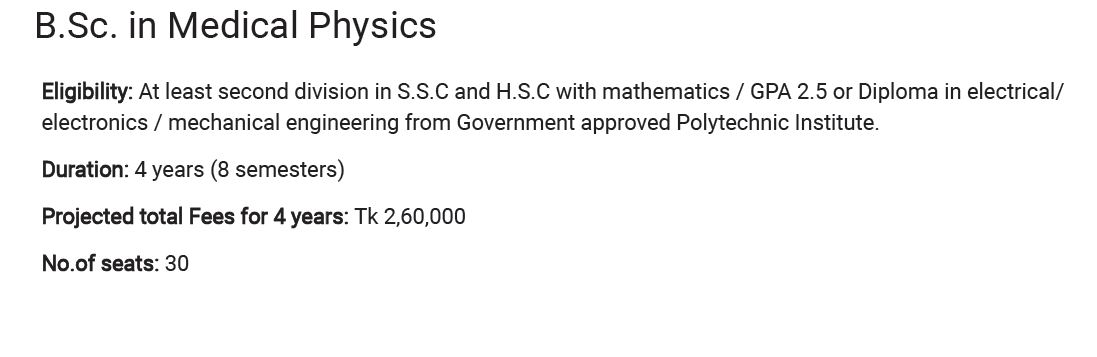 B.Sc. in Medical Physics
Eligibility: At least second division in S.S.C and H.S.C with mathematics / GPA 2.5 or Diploma in electrical/
electronics / mechanical engineering from Government approved Polytechnic Institute.
Duration: 4 years (8 semesters)
Projected total Fees for 4 years: Tk 2,60,000
No.of seats: 30